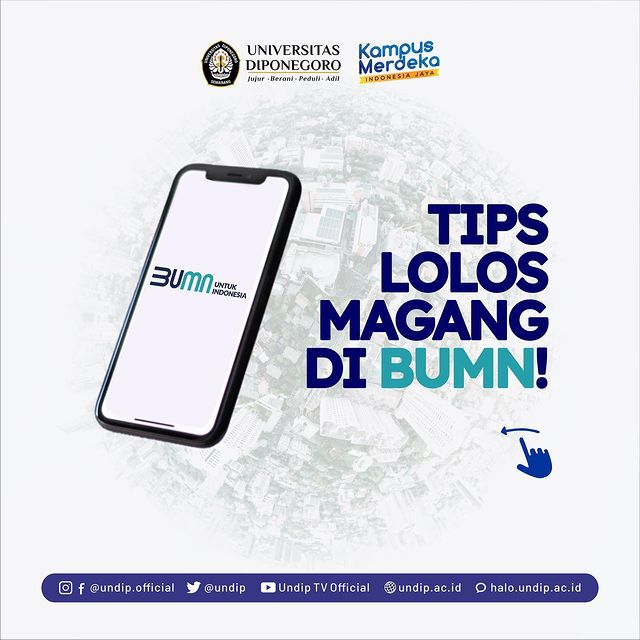 UNIVERSITAS
DIPONEGORO
Jujur · Berani · Peduli · Adil
Kampus
Merdeka
INDONESIA JAYA
BUMN UNTUK
INDONESIA
TIPS
LOLOS
MAGANG
DI BUMN!
@undip.official @undip Undip TV Official undip.ac.id halo.undip.ac.id